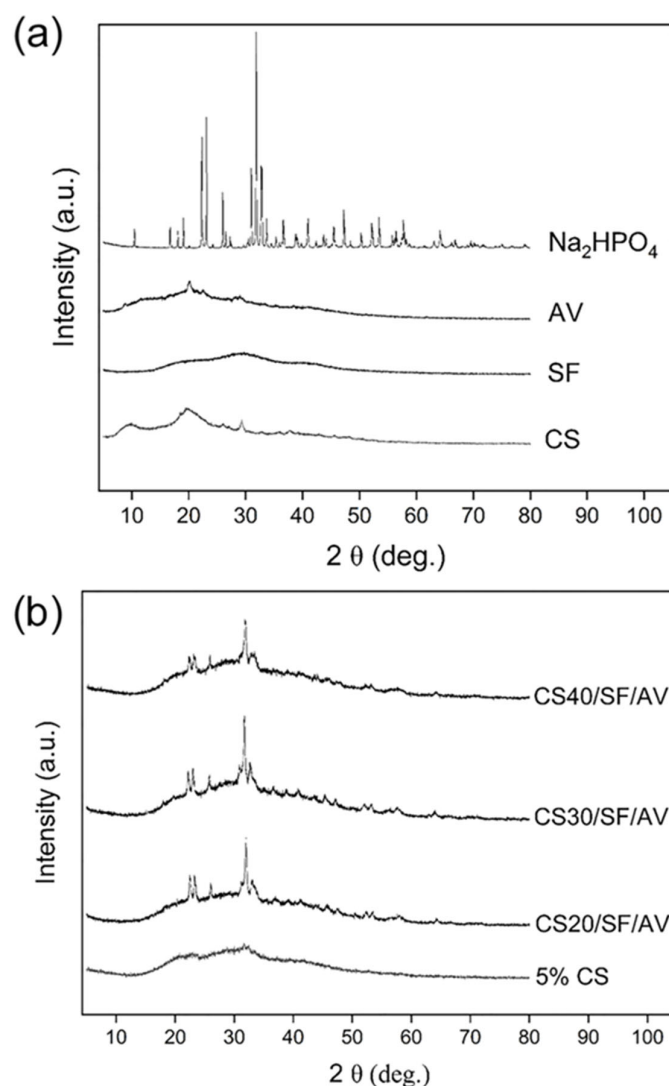 (a)
Intensity (a.u.)
Na₂HPO₄
AV
SF
CS
10 20 30 40 50 60 70 80 90 100
2 θ (deg.)
(b)
Intensity (a.u.)
CS40/SF/AV
CS30/SF/AV
CS20/SF/AV
5% CS
10 20 30 40 50 60 70 80 90 100
2 θ (deg.)